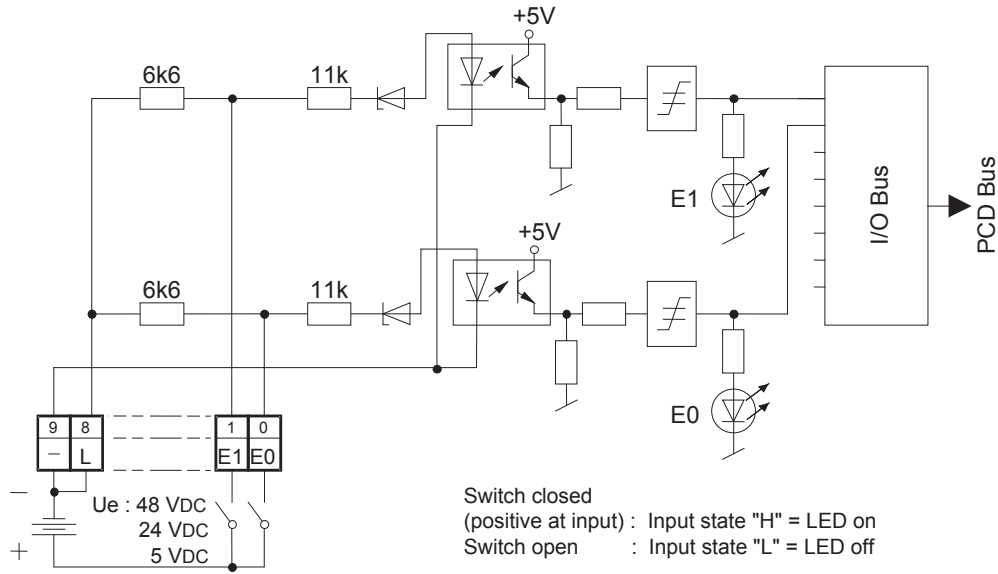 +5V
6k6
11k
E1
I/O Bus
PCD Bus
+5V
6k6
11k
E0
9 8 1 0
– L E1 E0
–
+
Ue : 48 VDC
24 VDC
5 VDC
Switch closed
(positive at input) : Input state "H" = LED on
Switch open : Input state "L" = LED off